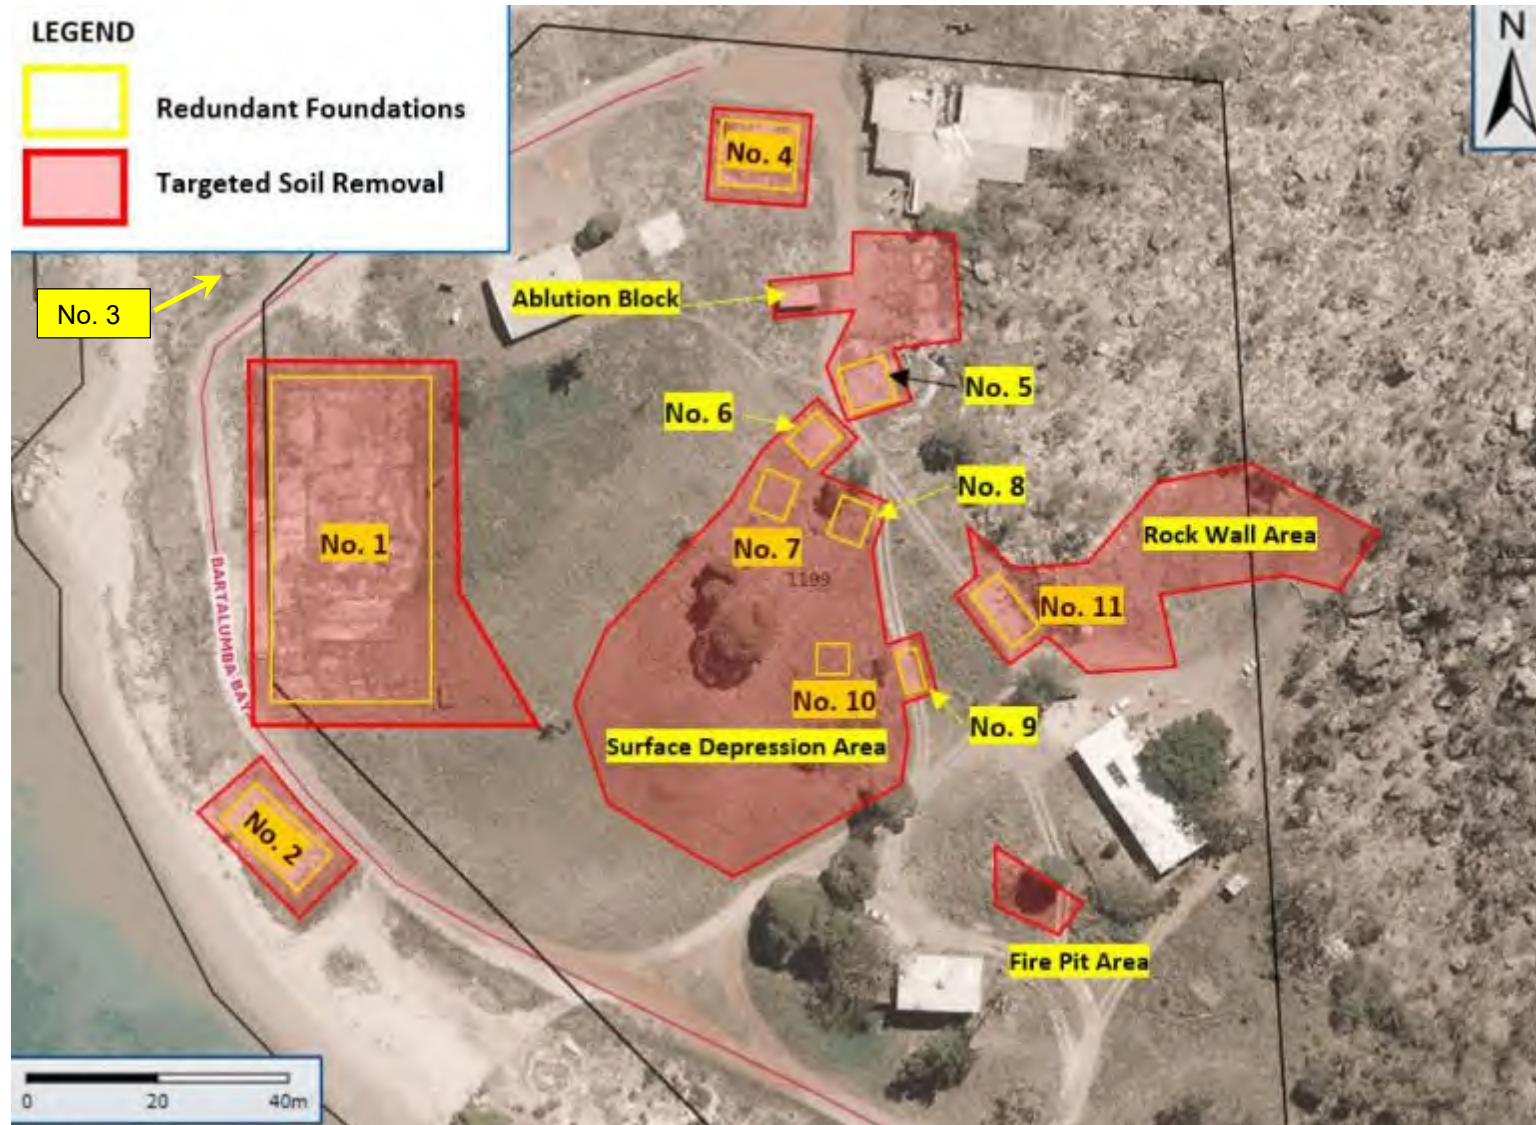 LEGEND
Redundant Foundations
Targeted Soil Removal
N
No. 4
No. 3
Ablution Block
No. 5
No. 6
No. 8
No. 7
No. 1
1199
Rock Wall Area
BARTALUMBA BAY
No. 11
No. 10
No. 9
Surface Depression Area
No. 2
Fire Pit Area
0 20 40m